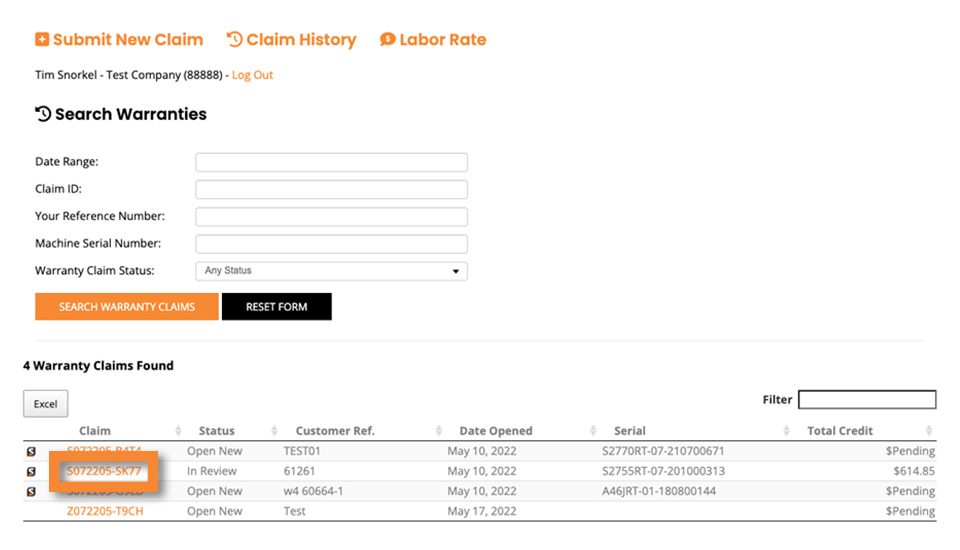 Submit New Claim Claim History Labor Rate
Tim Snorkel - Test Company (88888) - Log Out
Search Warranties
Date Range:
Claim ID:
Your Reference Number:
Machine Serial Number:
Warranty Claim Status: Any Status
SEARCH WARRANTY CLAIMS RESET FORM
4 Warranty Claims Found
Excel Filter
Claim Status Customer Ref. Date Opened Serial Total Credit
Open New TEST01 May 10, 2022 S2770RT-07-210700671 $Pending
S072205-SK77 In Review 61261 May 10, 2022 S2755RT-07-201000313 $614.85
Open New w4 60664-1 May 10, 2022 A46JRT-01-180800144 $Pending
Z072205-T9CH Open New Test May 17, 2022 $Pending